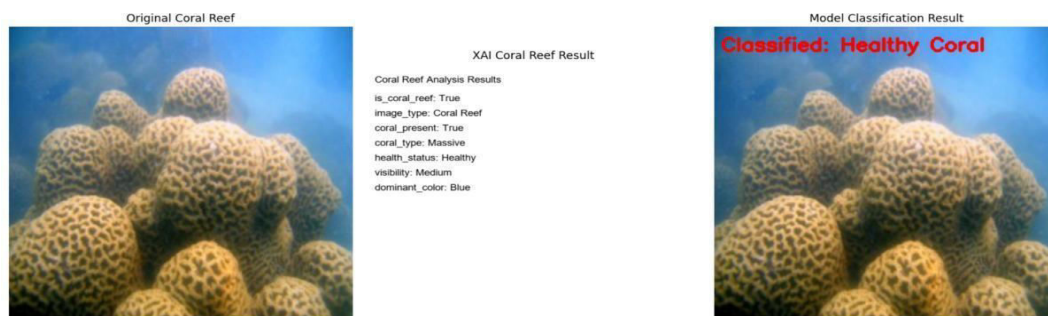 Original Coral Reef
XAI Coral Reef Result
Coral Reef Analysis Results
is_coral_reef: True
image_type: Coral Reef
coral_present: True
coral_type: Massive
health_status: Healthy
visibility: Medium
dominant_color: Blue
Model Classification Result
Classified: Healthy Coral